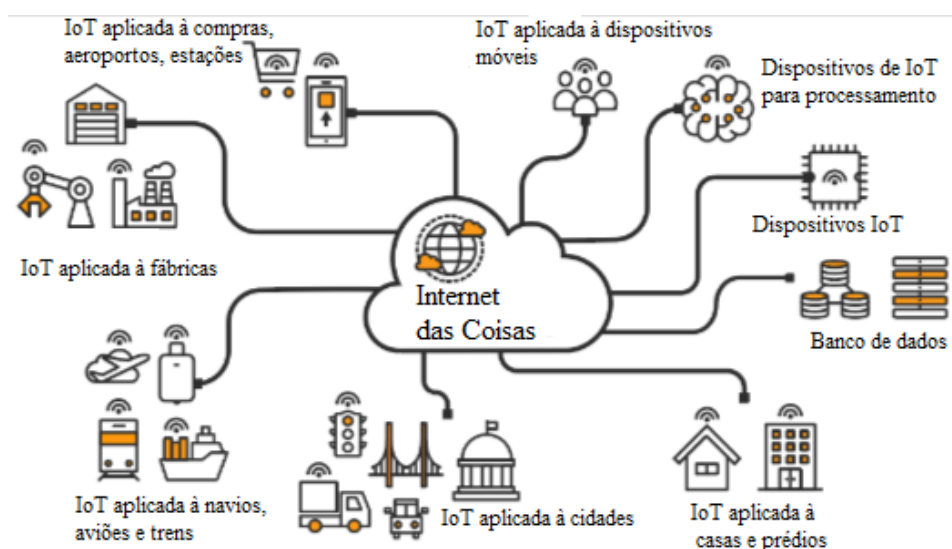 IoT aplicada à compras,
aeroportos, estações
IoT aplicada à dispositivos
móveis
Dispositivos de IoT
para processamento
Dispositivos IoT
IoT aplicada à fábricas
Internet
das Coisas
Banco de dados
IoT aplicada à navios,
aviões e trens
IoT aplicada à cidades
IoT aplicada à
casas e prédios